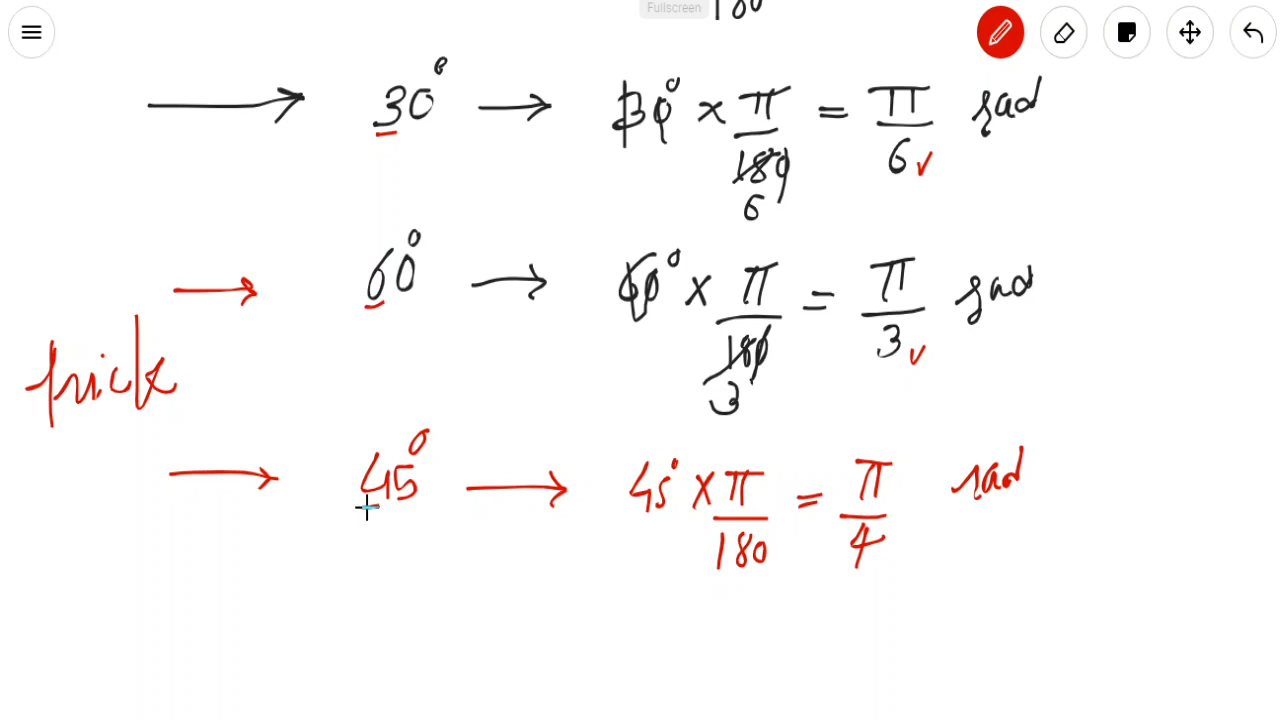 Fullscreen
180
→ 30° → 30° × π/180 6 = π/6 ✓ rad
→ 60° → 60° × π/180 3 = π/3 ✓ rad
trick
→ 45° → 45° × π/180 = π/4 rad